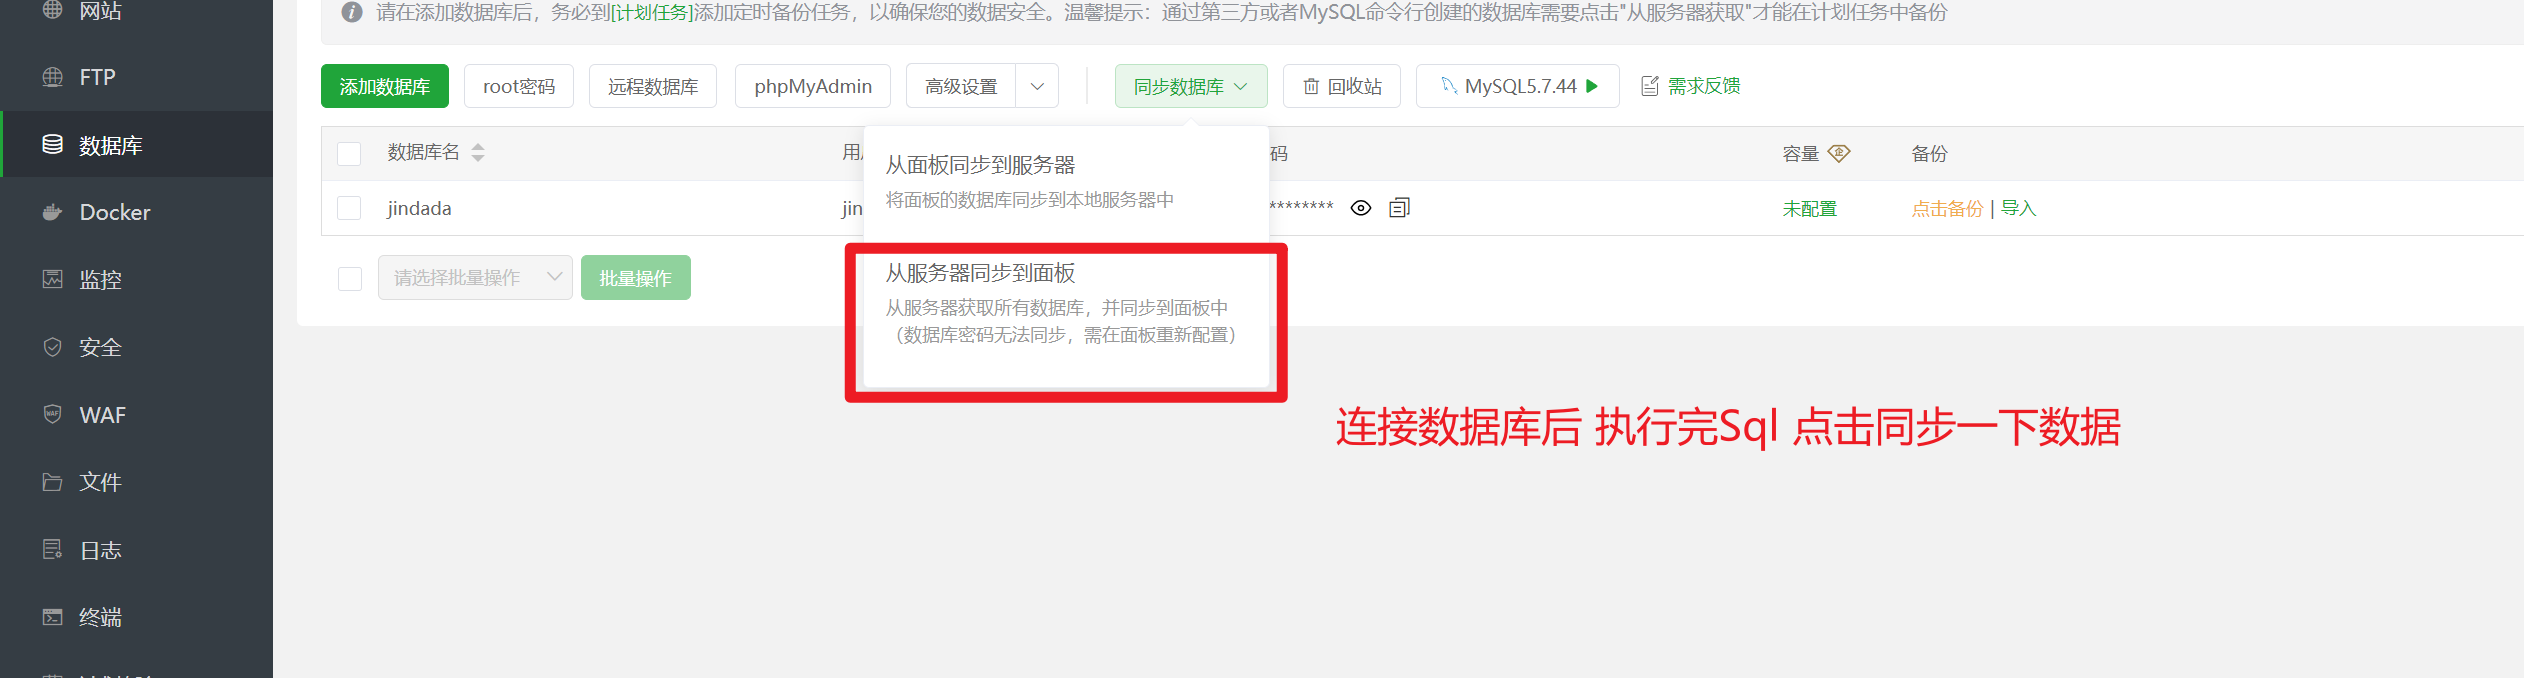 网站
请在添加数据库后，务必到[计划任务]添加定时备份任务，以确保您的数据安全。温馨提示：通过第三方或者MySQL命令行创建的数据库需要点击"从服务器获取"才能在计划任务中备份
FTP
添加数据库 root密码 远程数据库 phpMyAdmin 高级设置 同步数据库 回收站 MySQL5.7.44 需求反馈
数据库
数据库名 用 码 容量 备份
从面板同步到服务器
将面板的数据库同步到本地服务器中
Docker
jindada jin ******** 未配置 点击备份 | 导入
从服务器同步到面板
从服务器获取所有数据库，并同步到面板中
（数据库密码无法同步，需在面板重新配置）
监控
请选择批量操作 批量操作
安全
WAF
连接数据库后 执行完Sql 点击同步一下数据
文件
日志
终端